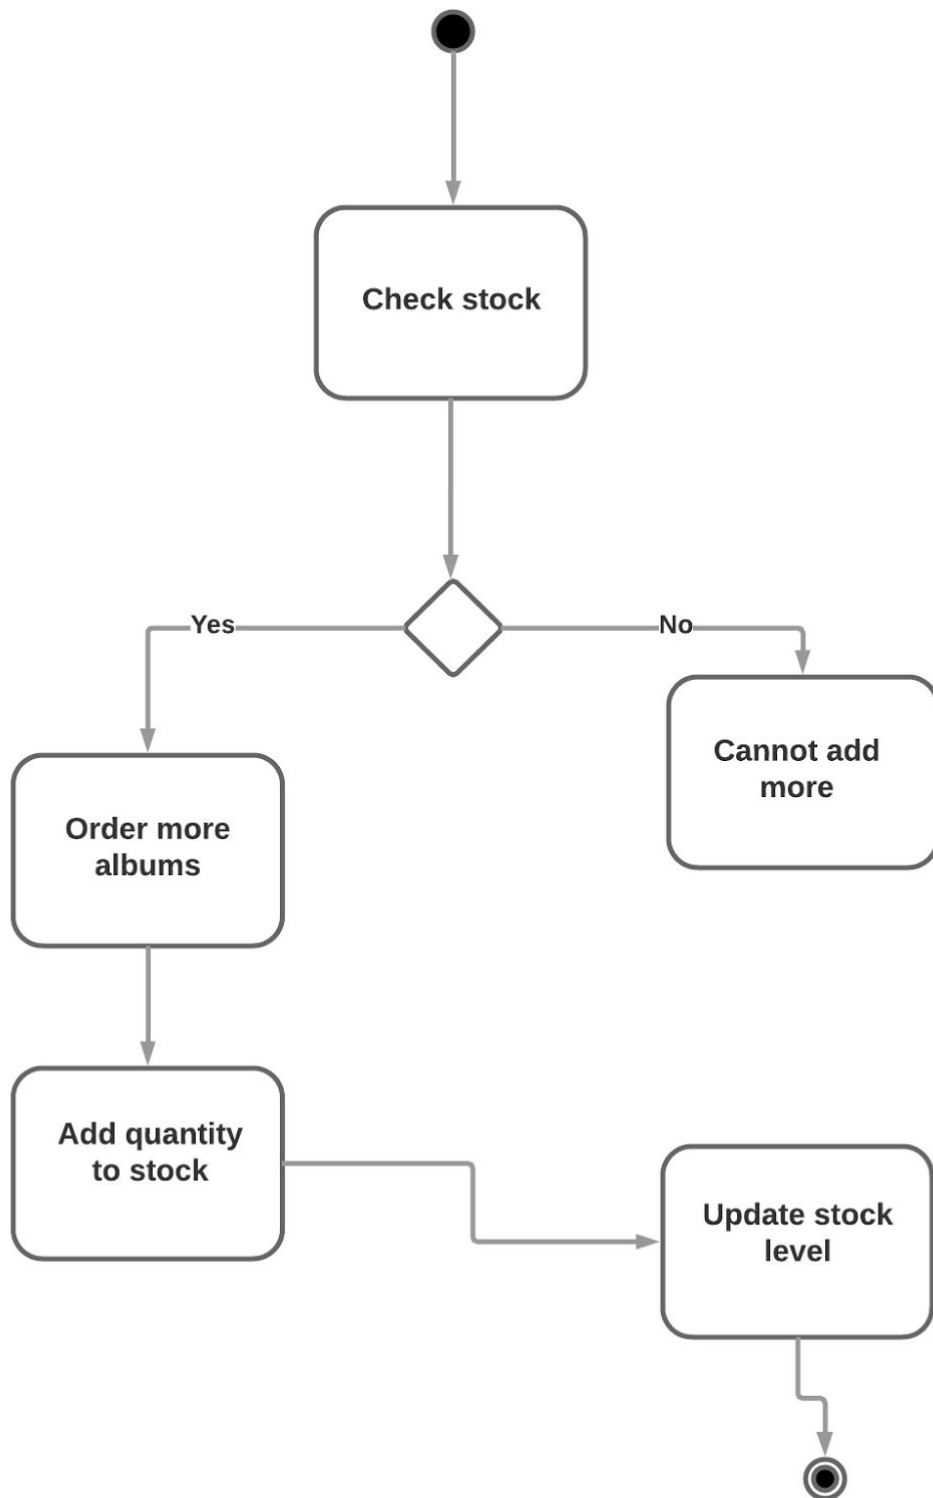 Check stock
Yes
No
Cannot add
more
Order more
albums
Add quantity
to stock
Update stock
level